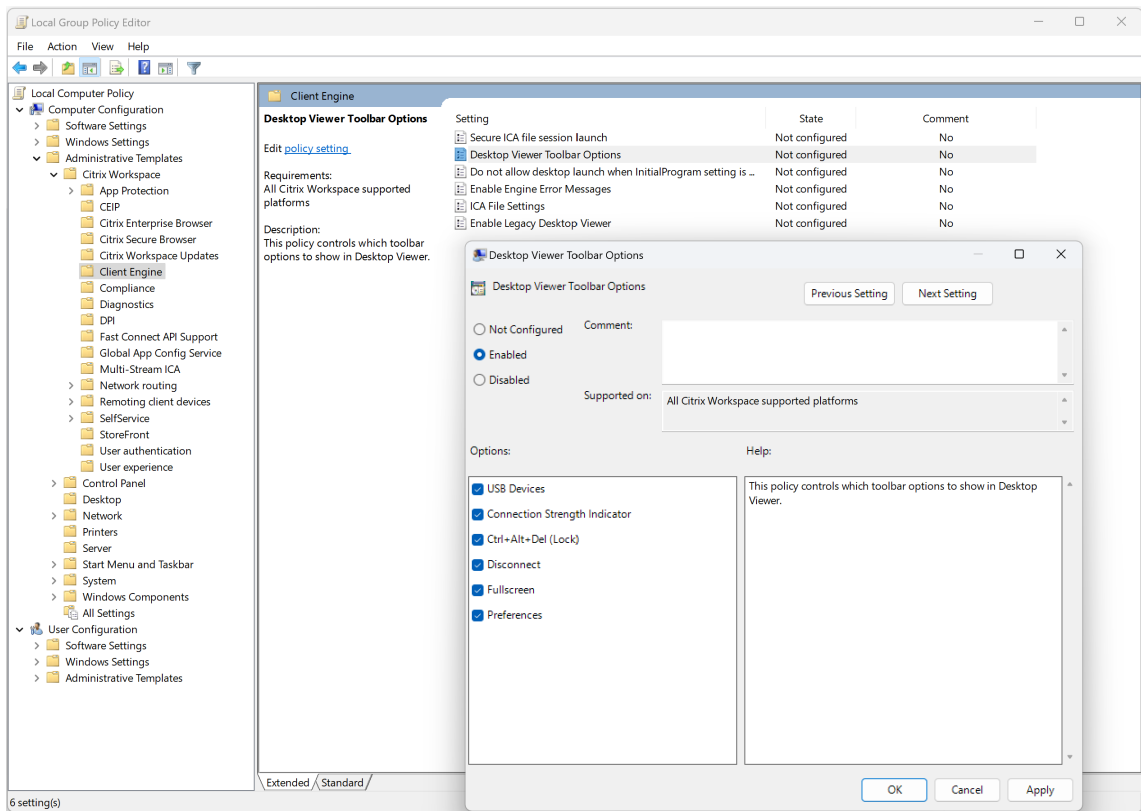 Local Group Policy Editor
File Action View Help
Local Computer Policy
Computer Configuration
Software Settings
Windows Settings
Administrative Templates
Citrix Workspace
App Protection
CEIP
Citrix Enterprise Browser
Citrix Secure Browser
Citrix Workspace Updates
Client Engine
Compliance
Diagnostics
DPI
Fast Connect API Support
Global App Config Service
Multi-Stream ICA
Network routing
Remoting client devices
SelfService
StoreFront
User authentication
User experience
Control Panel
Desktop
Network
Printers
Server
Start Menu and Taskbar
System
Windows Components
All Settings
User Configuration
Software Settings
Windows Settings
Administrative Templates
Client Engine
Desktop Viewer Toolbar Options
Edit policy setting
Requirements:
All Citrix Workspace supported
platforms
Description:
This policy controls which toolbar
options to show in Desktop Viewer.
Setting State Comment
Secure ICA file session launch Not configured No
Desktop Viewer Toolbar Options Not configured No
Do not allow desktop launch when InitialProgram setting is ... Not configured No
Enable Engine Error Messages Not configured No
ICA File Settings Not configured No
Enable Legacy Desktop Viewer Not configured No
Desktop Viewer Toolbar Options
Desktop Viewer Toolbar Options
Previous Setting Next Setting
Not Configured
Enabled
Disabled
Comment:
Supported on:
All Citrix Workspace supported platforms
Options:
Help:
USB Devices
Connection Strength Indicator
Ctrl+Alt+Del (Lock)
Disconnect
Fullscreen
Preferences
This policy controls which toolbar options to show in Desktop
Viewer.
OK Cancel Apply
Extended Standard
6 setting(s)